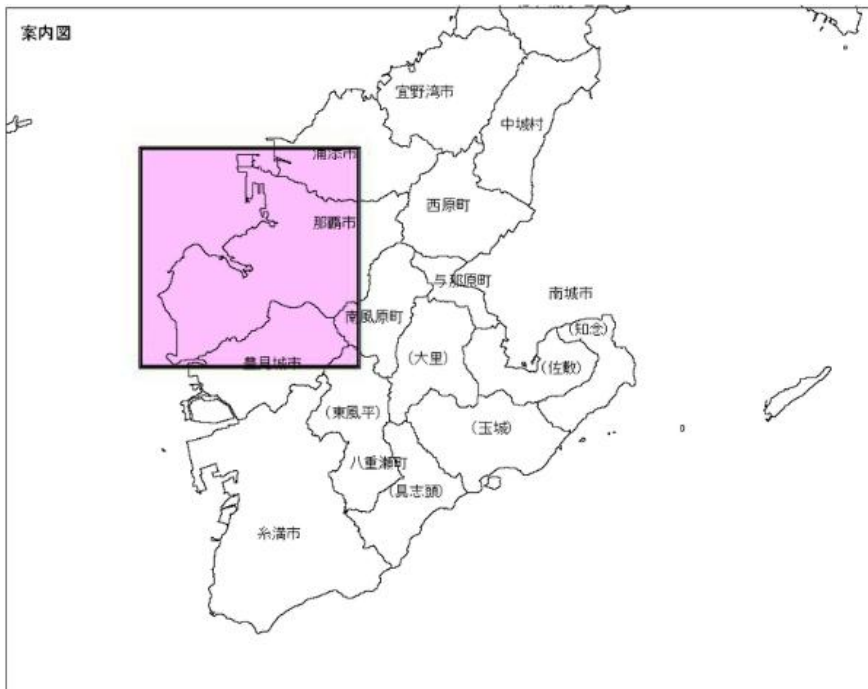 案内図
宜野湾市
中城村
浦添市
西原町
那覇市
与那原町
南城市
南風原町
(知念)
(大里)
(佐敷)
豊見城市
(東風平)
(玉城)
八重瀬町
(具志頭)
糸満市